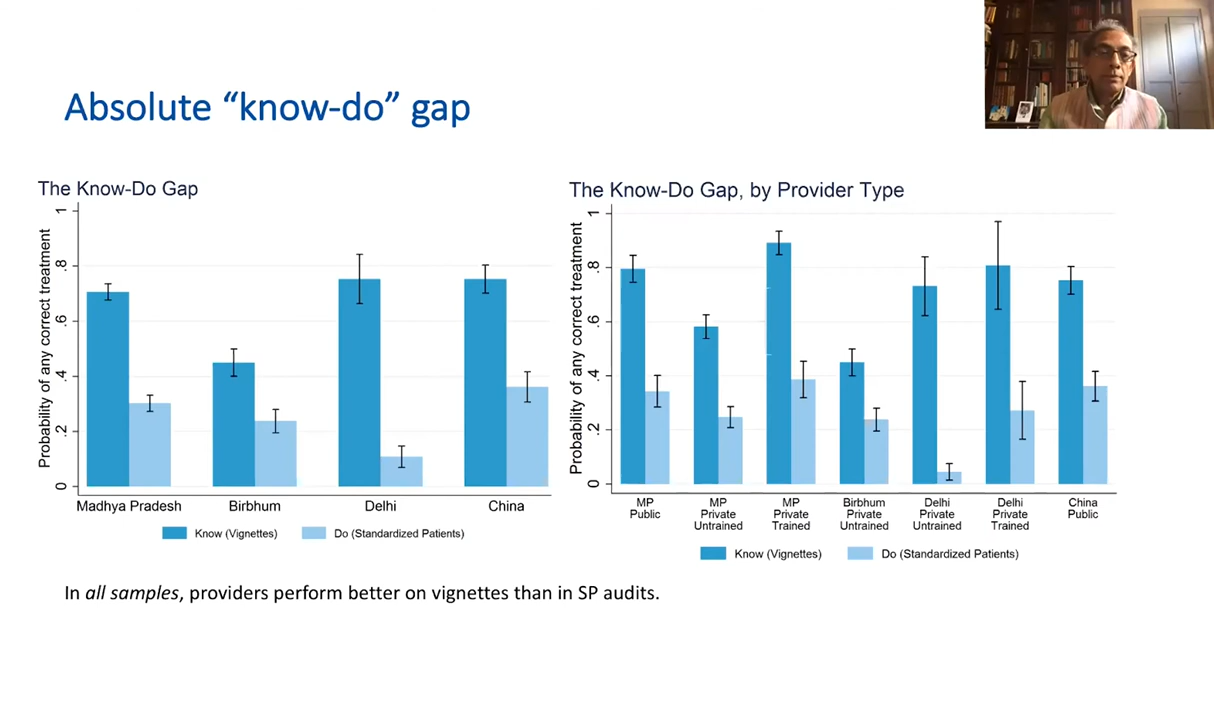 Absolute “know-do” gap
The Know-Do Gap
Probability of any correct treatment
1
.8
.6
.4
.2
0
Madhya Pradesh
Birbhum
Delhi
China
Know (Vignettes)
Do (Standardized Patients)
The Know-Do Gap, by Provider Type
Probability of any correct treatment
1
.8
.6
.4
.2
0
MP
Public
MP
Private
Untrained
MP
Private
Trained
Birbhum
Private
Untrained
Delhi
Private
Untrained
Delhi
Private
Trained
China
Public
Know (Vignettes)
Do (Standardized Patients)
In all samples, providers perform better on vignettes than in SP audits.